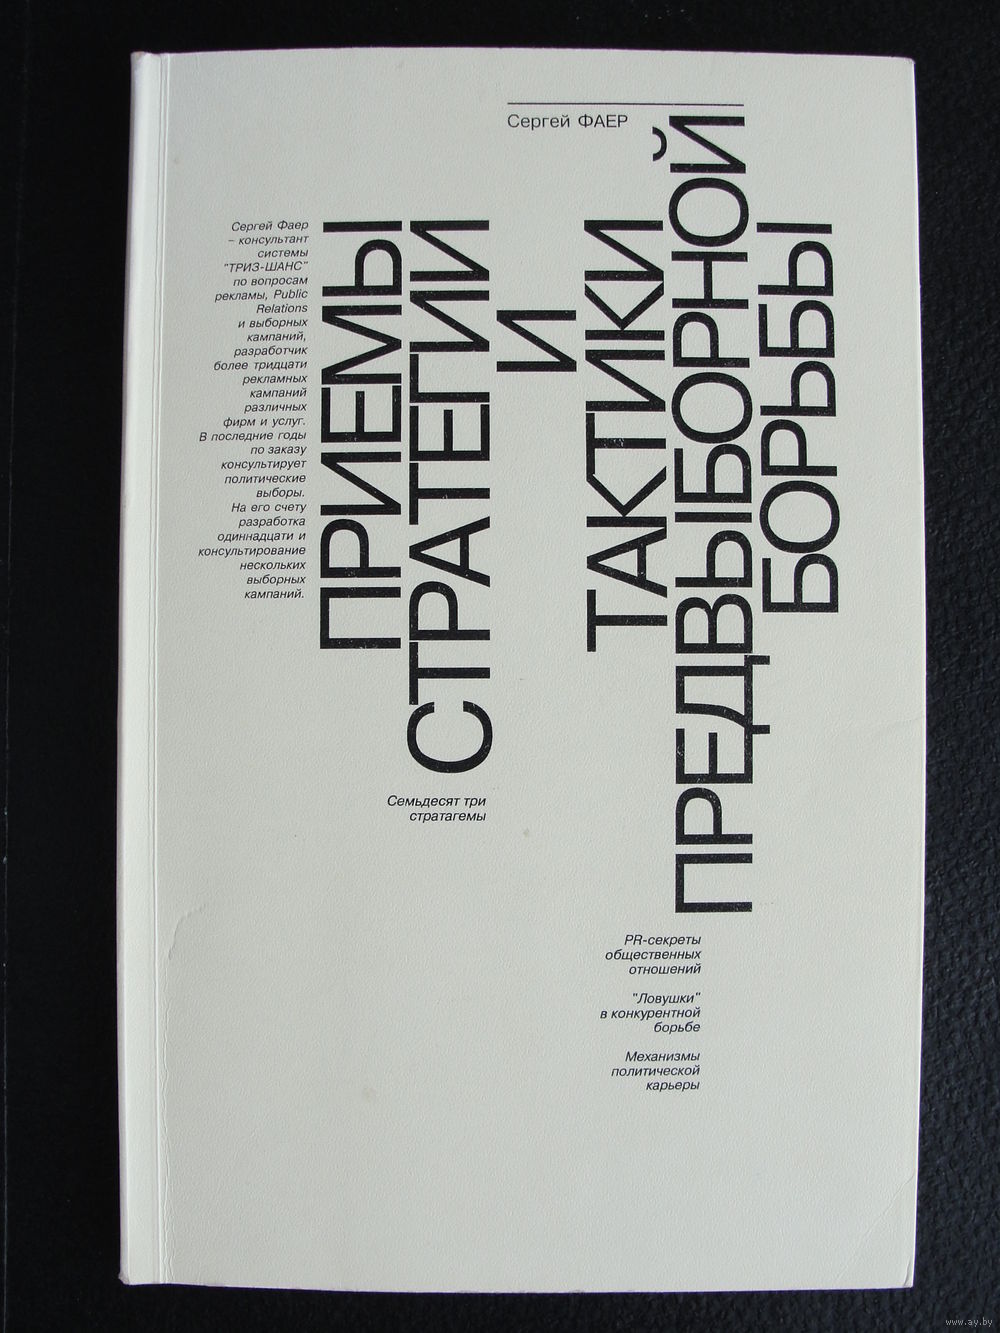 Сергей ФАЕР
Сергей Фаер
– консультант
системы
"ТРИЗ-ШАНС"
по вопросам
рекламы, Public
Relations
и выборных
кампаний,
разработчик
более тридцати
рекламных
кампаний
различных
фирм и услуг.
В последние годы
по заказу
консультирует
политические
выборы.
На его счету
разработка
одиннадцати и
консультирование
нескольких
выборных
кампаний.
ПРИЕМЫ
СТРАТЕГИИ
И
ТАКТИКИ
ПРЕДВЫБОРНОЙ
БОРЬБЫ
Семьдесят три
стратагемы
PR-секреты
общественных
отношений
"Ловушки"
в конкурентной
борьбе
Механизмы
политической
карьеры
www.ay.by